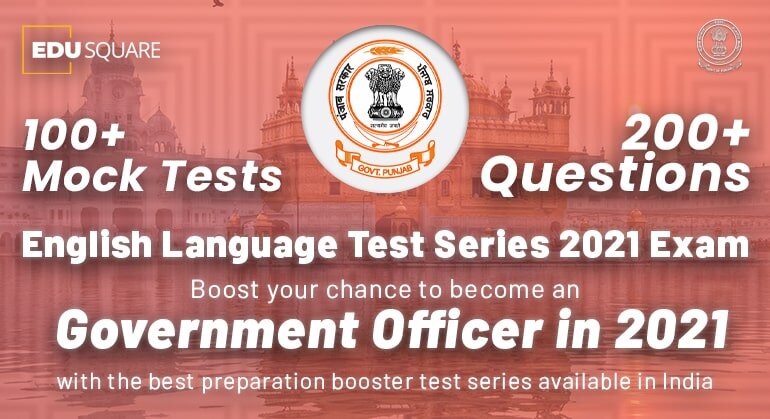 EDU SQUARE
ਪੰਜਾਬ ਸਰਕਾਰ
ਪੰਜਾਬ ਸਰਕਾਰ
सत्यमेव जयते
GOVT. PUNJAB
100+
Mock Tests
200+
Questions
English Language Test Series 2021 Exam
Boost your chance to become an
Government Officer in 2021
with the best preparation booster test series available in India